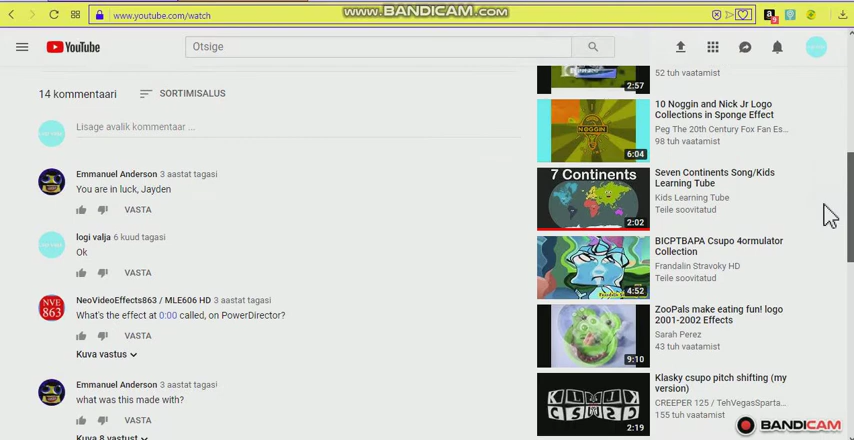 www.BANDICAM.com
www.youtube.com/watch
YouTube
Otsige
9
14 kommentaari
SORTIMISALUS
Lisage avalik kommentaar ...
Emmanuel Anderson 3 aastat tagasi
You are in luck, Jayden
VASTA
logi valja 6 kuud tagasi
Ok
VASTA
NVE
863
NeoVideoEffects863 / MLE606 HD 3 aastat tagasi
What's the effect at 0:00 called, on PowerDirector?
VASTA
Kuva vastus
Emmanuel Anderson 3 aastat tagasi
what was this made with?
VASTA
Kuva 8 vastust
2:57
52 tuh vaatamist
NOGGIN
6:04
10 Noggin and Nick Jr Logo
Collections in Sponge Effect
Peg The 20th Century Fox Fan Es...
98 tuh vaatamist
7 Continents
2:02
Seven Continents Song/Kids
Learning Tube
Kids Learning Tube
Teile soovitatud
4:52
BICPTBAPA Csupo 4ormulator
Collection
Frandalin Stravoky HD
Teile soovitatud
9:10
ZooPals make eating fun! logo
2001-2002 Effects
Sarah Perez
43 tuh vaatamist
2:19
Klasky csupo pitch shifting (my
version)
CREEPER 125 / TehVegasSparta...
155 tuh vaatamist
BANDICAM